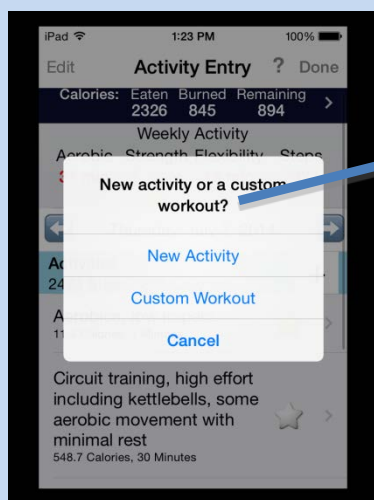 iPad 1:23 PM 100%
Edit Activity Entry ? Done
Calories: Eaten Burned Remaining
2326 845 894
Weekly Activity
Aerobic Strength Flexibility Steps
New activity or a custom
workout?
New Activity
Custom Workout
Cancel
Circuit training, high effort
including kettlebells, some
aerobic movement with
minimal rest
548.7 Calories, 30 Minutes